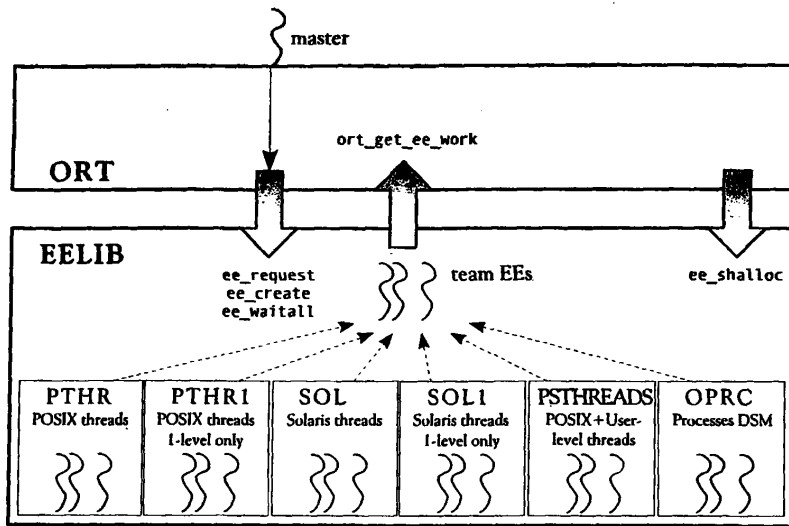 master
ort_get_ee_work
ORT
EELIB
ee_request
ee_create
ee_waitall
team EEs
ee_shalloc
PTHR
POSIX threads
PTHR1
POSIX threads
1-level only
SOL
Solaris threads
SOL1
Solaris threads
1-level only
PSTHREADS
POSIX+User-
level threads
OPRC
Processes DSM